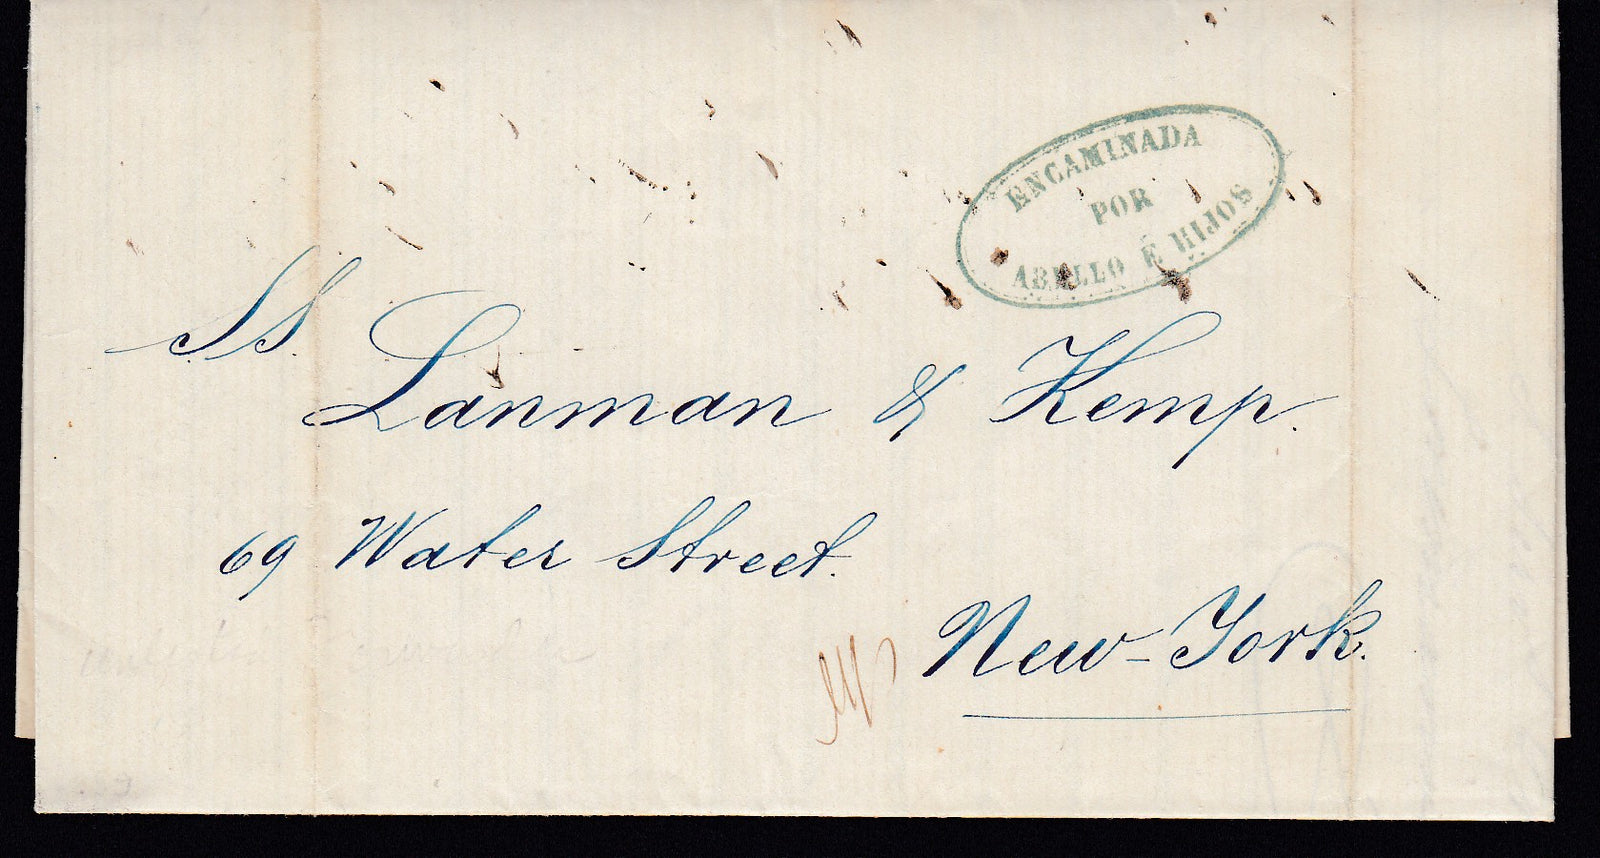 ENCAMINADA
POR
ABELLO É HIJOS
SS. Lanman & Kemp.
69 Water Street.
New-York.